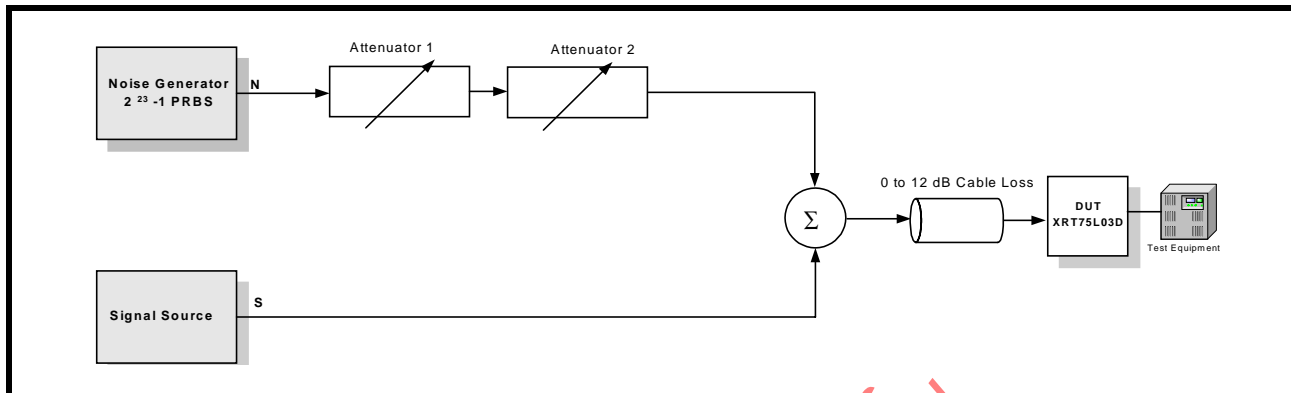 Attenuator 1
Attenuator 2
Noise Generator
2 23 -1 PRBS
N
0 to 12 dB Cable Loss
Σ
DUT
XRT75L03D
Test Equipment
Signal Source
S